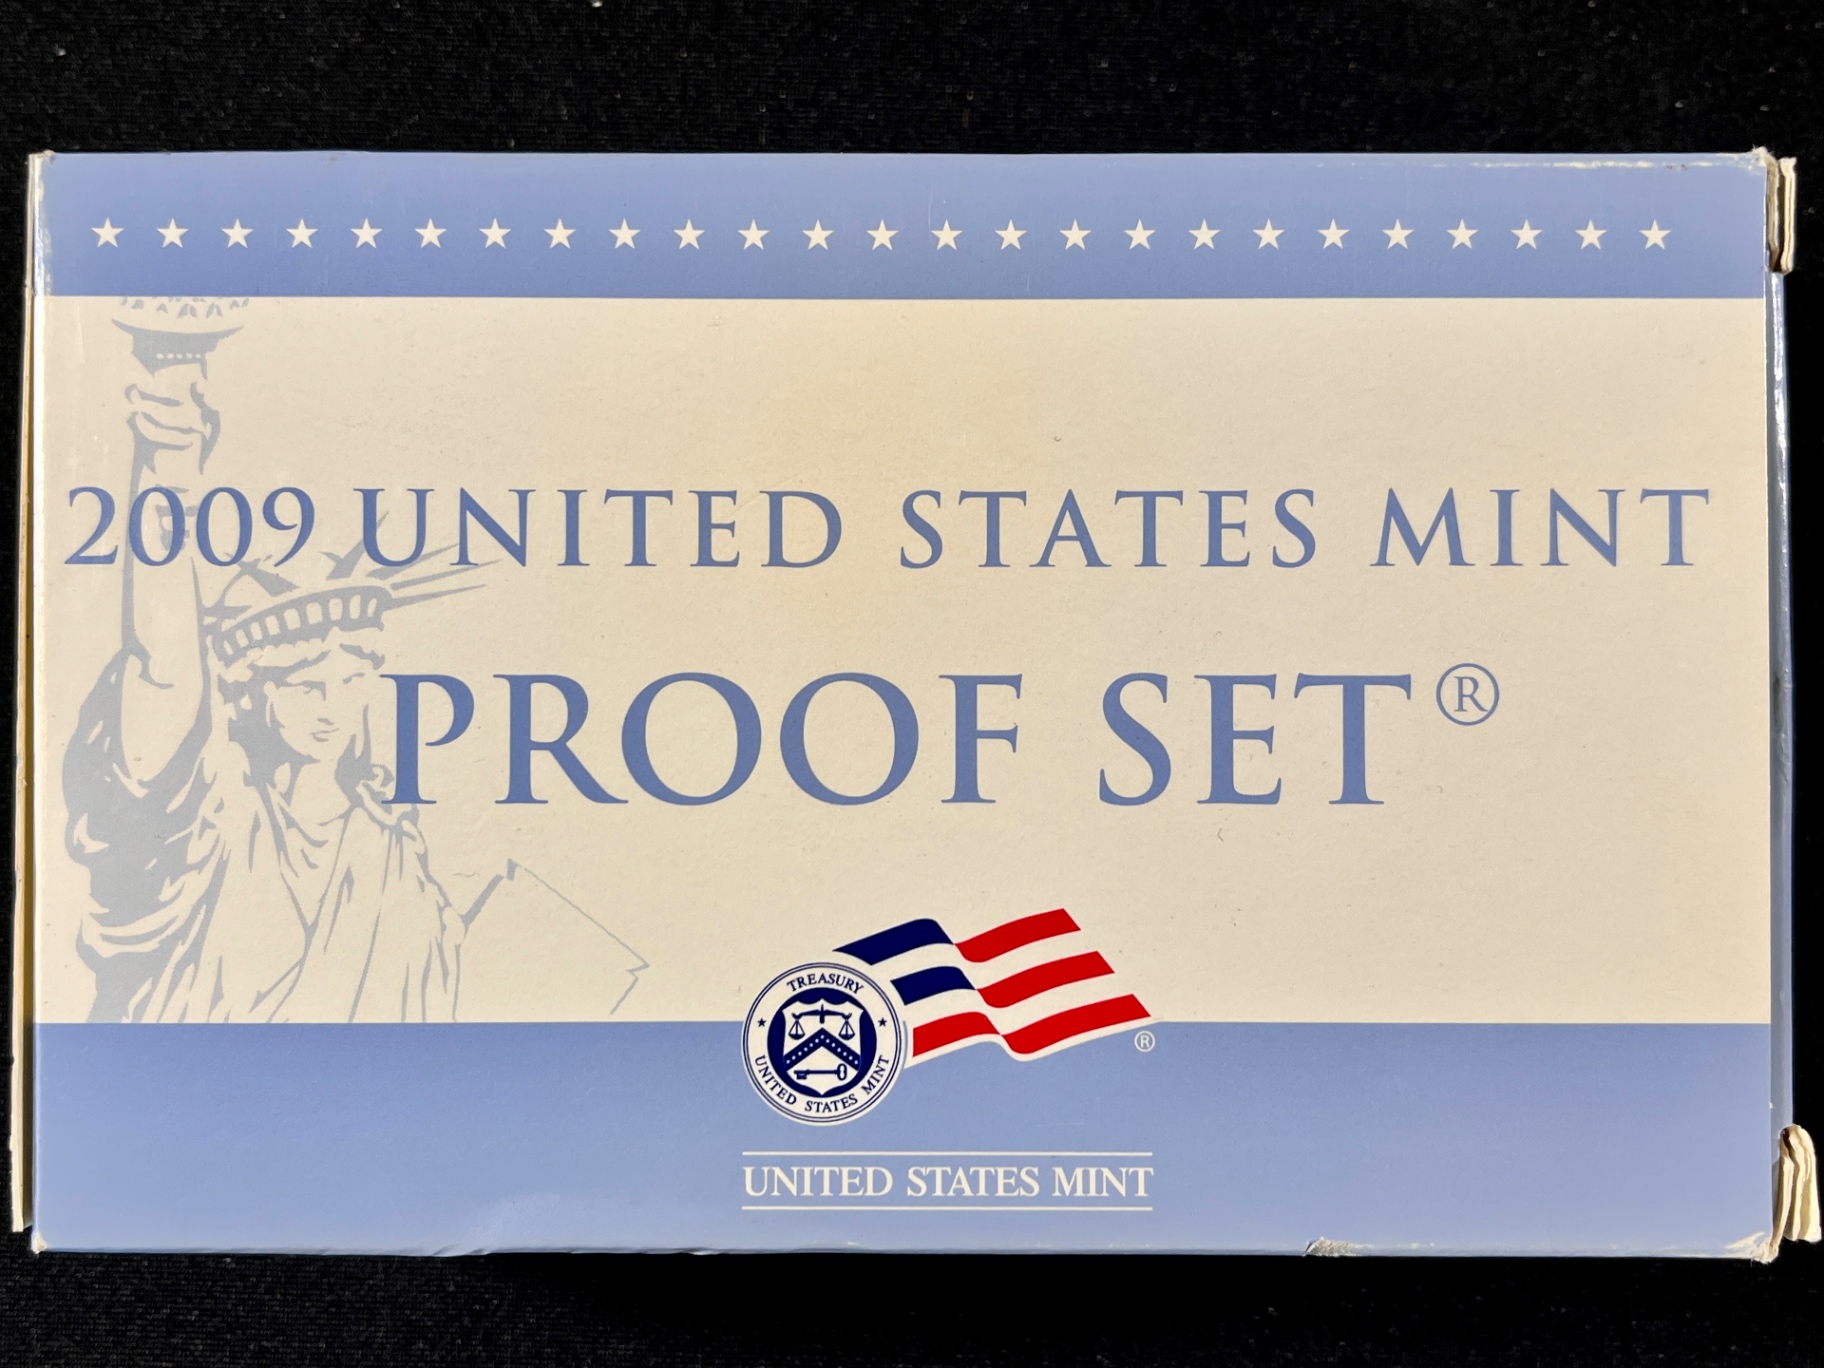 2009 UNITED STATES MINT
PROOF SET®
TREASURY
UNITED STATES MINT
®
UNITED STATES MINT